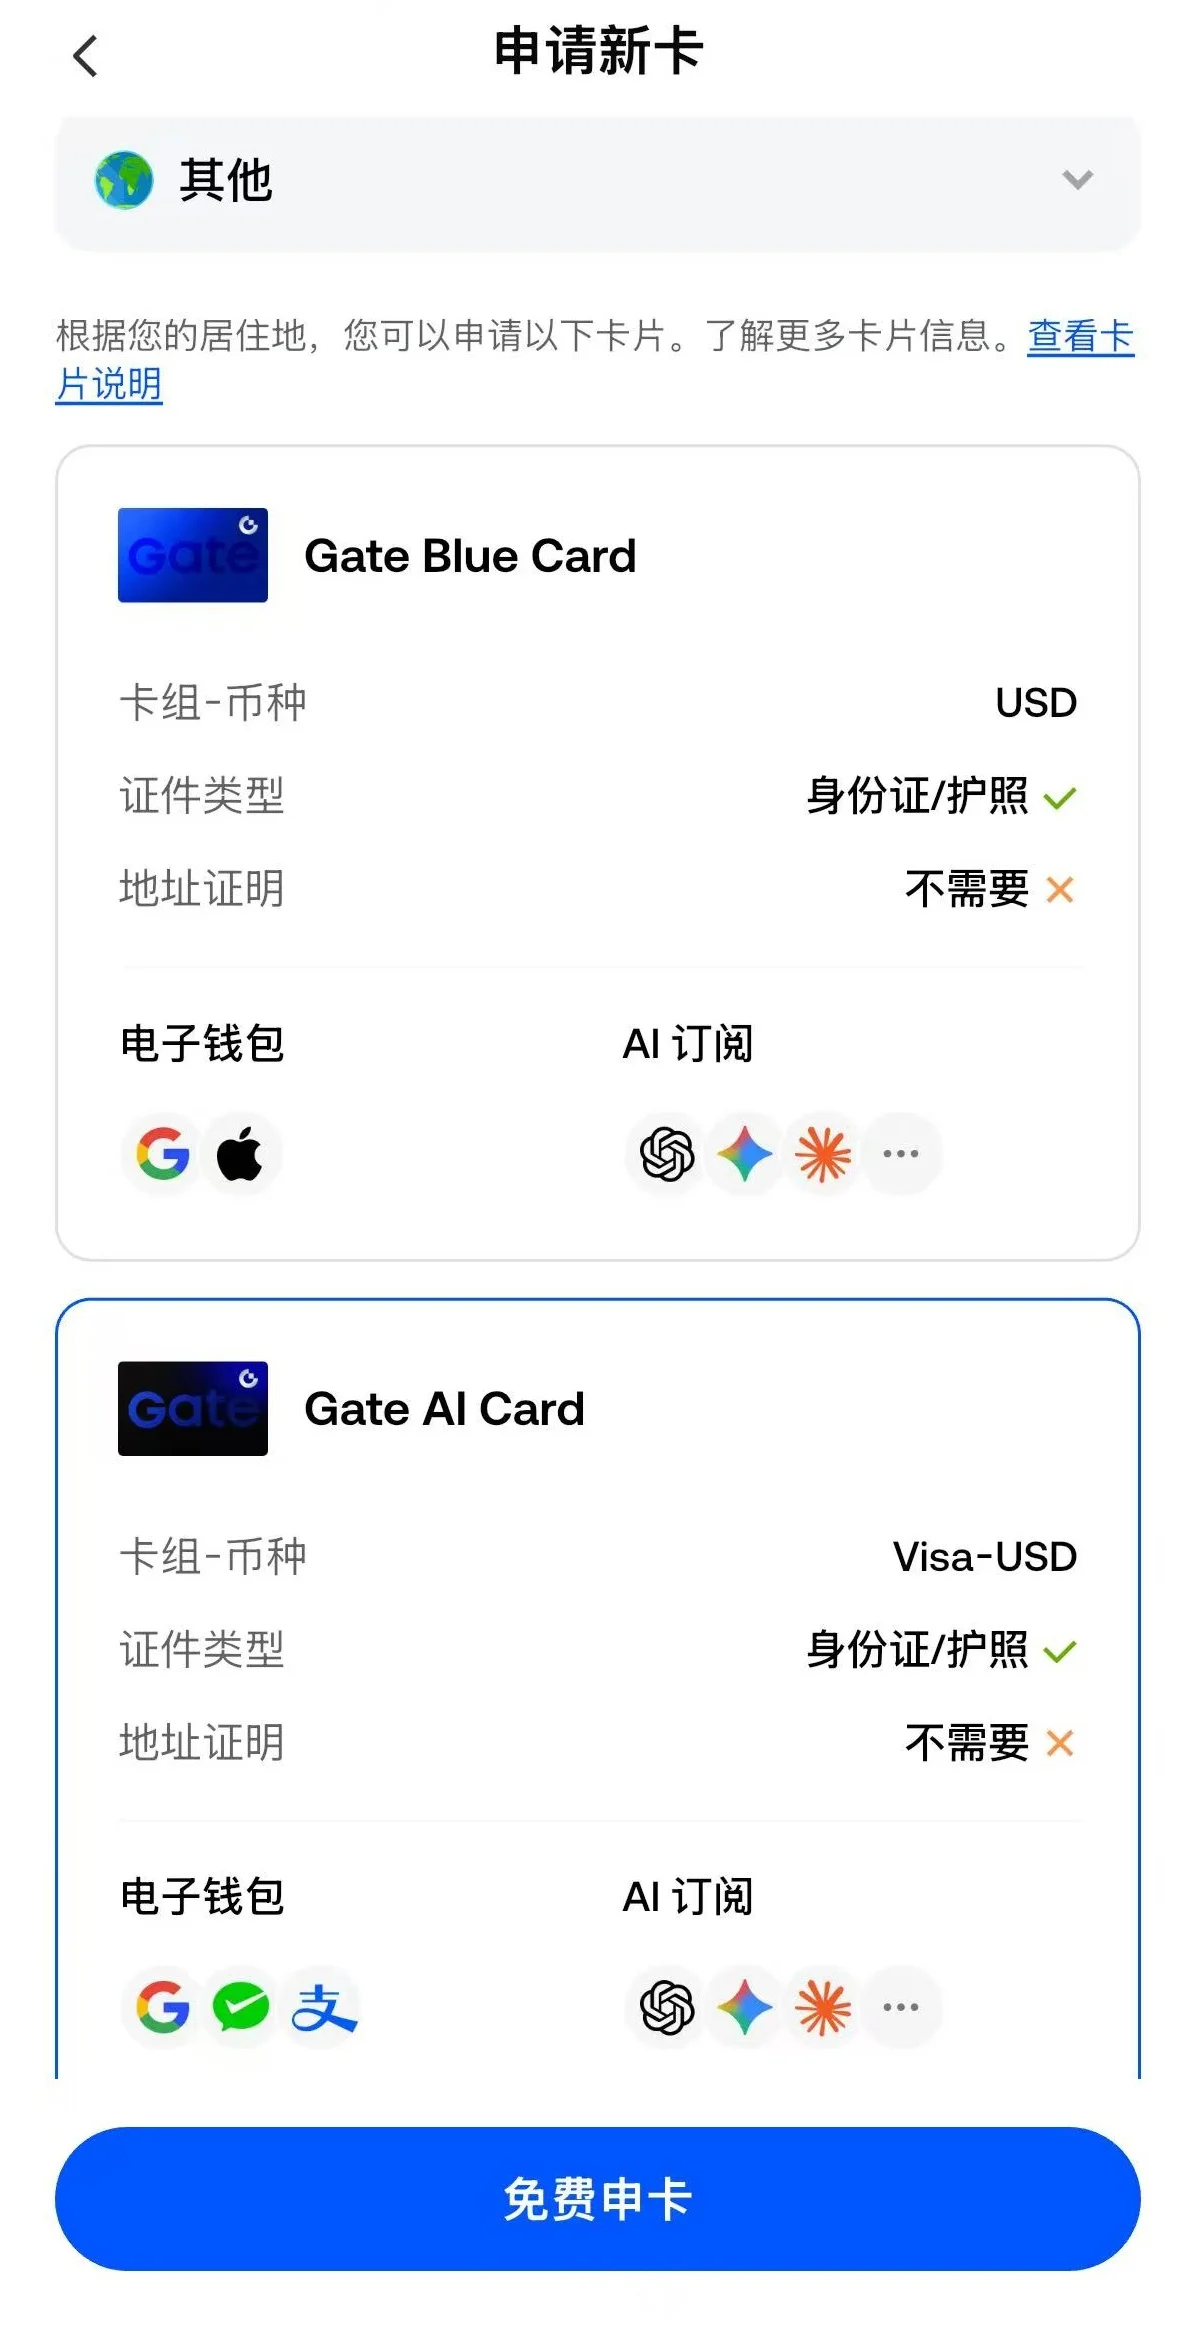 申请新卡
其他
根据您的居住地，您可以申请以下卡片。了解更多卡片信息。查看卡
片说明
Gate
Gate Blue Card
卡组-币种
USD
证件类型
身份证/护照
地址证明
不需要
电子钱包
AI 订阅
Gate
Gate AI Card
卡组-币种
Visa-USD
证件类型
身份证/护照
地址证明
不需要
电子钱包
AI 订阅
支
免费申卡